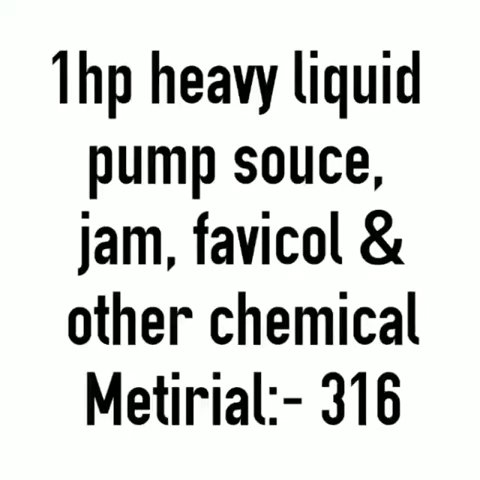 1hp heavy liquid
pump souce,
jam, favicol &
other chemical
Metirial:- 316